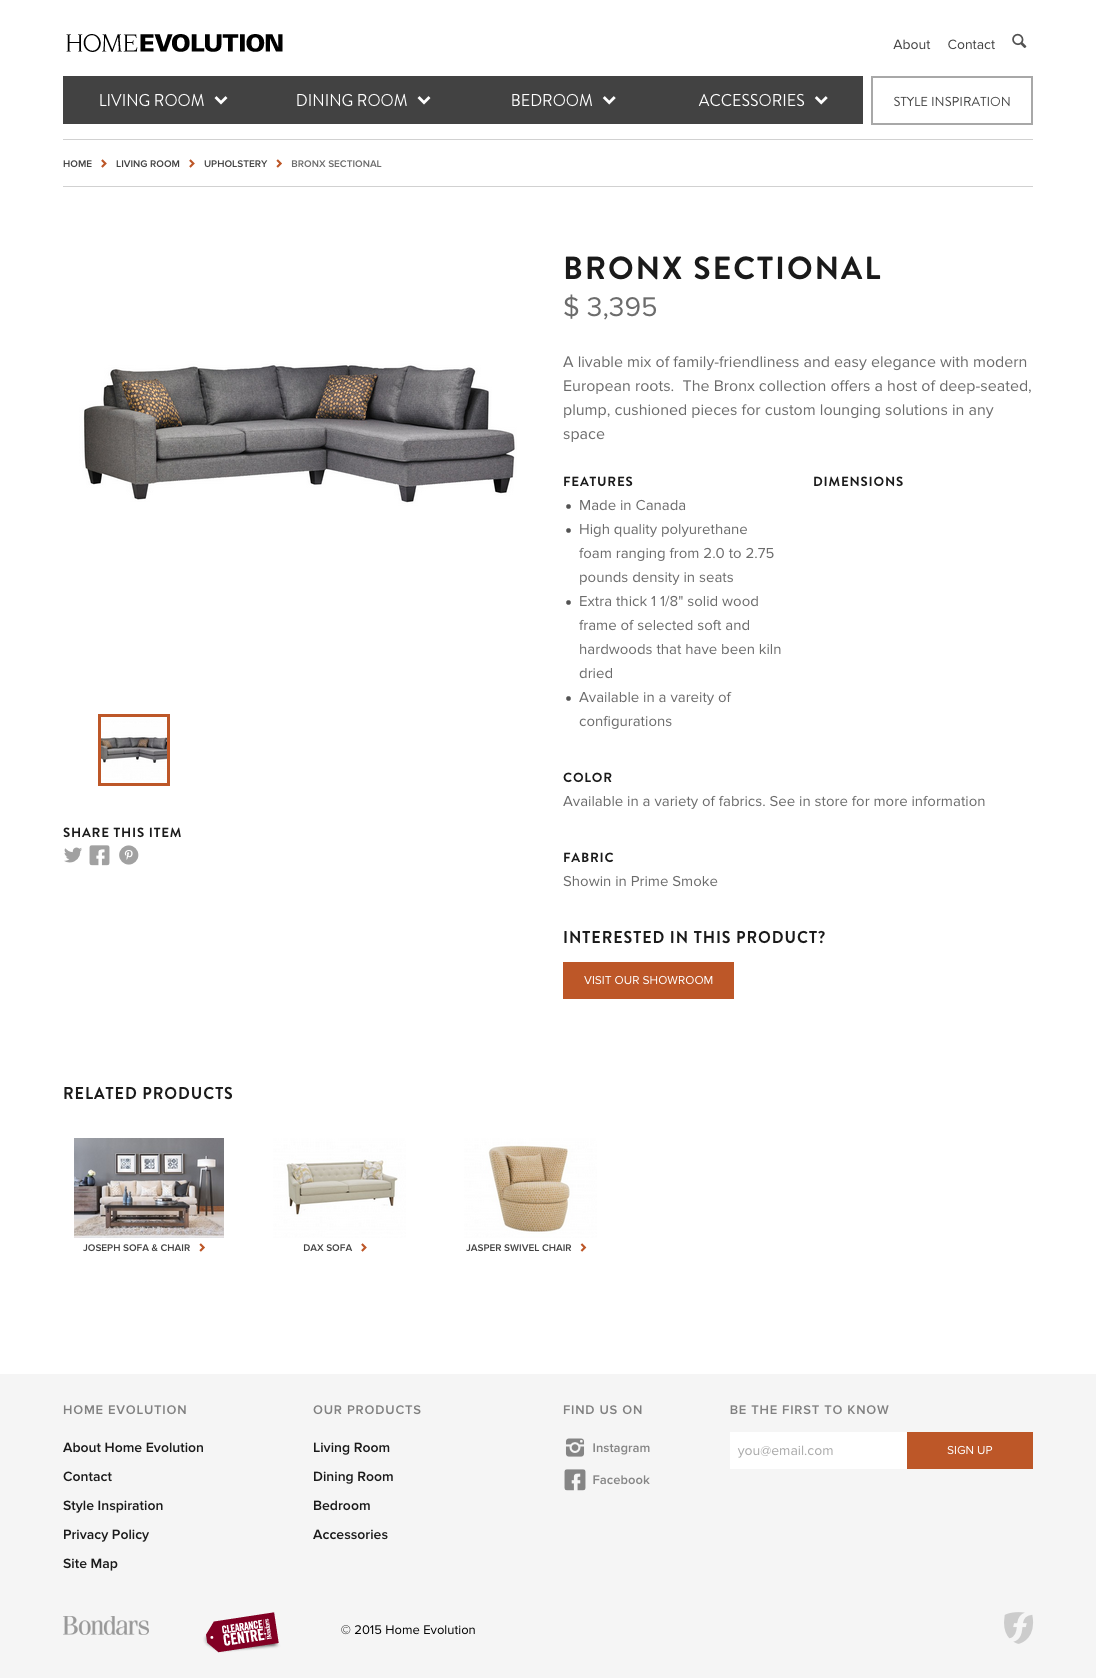 HOMEEVOLUTION
About Contact
LIVING ROOM DINING ROOM BEDROOM ACCESSORIES STYLE INSPIRATION
HOME LIVING ROOM UPHOLSTERY BRONX SECTIONAL
BRONX SECTIONAL
$ 3,395
A livable mix of family-friendliness and easy elegance with modern
European roots. The Bronx collection offers a host of deep-seated,
plump, cushioned pieces for custom lounging solutions in any
space
FEATURES
• Made in Canada
• High quality polyurethane
foam ranging from 2.0 to 2.75
pounds density in seats
• Extra thick 1 1/8" solid wood
frame of selected soft and
hardwoods that have been kiln
dried
• Available in a vareity of
configurations
DIMENSIONS
COLOR
Available in a variety of fabrics. See in store for more information
FABRIC
Showin in Prime Smoke
INTERESTED IN THIS PRODUCT?
VISIT OUR SHOWROOM
SHARE THIS ITEM
RELATED PRODUCTS
JOSEPH SOFA & CHAIR
DAX SOFA
JASPER SWIVEL CHAIR
HOME EVOLUTION
About Home Evolution
Contact
Style Inspiration
Privacy Policy
Site Map
OUR PRODUCTS
Living Room
Dining Room
Bedroom
Accessories
FIND US ON
Instagram
Facebook
BE THE FIRST TO KNOW
you@email.com SIGN UP
Bondars
CLEARANCE
CENTRE
© 2015 Home Evolution